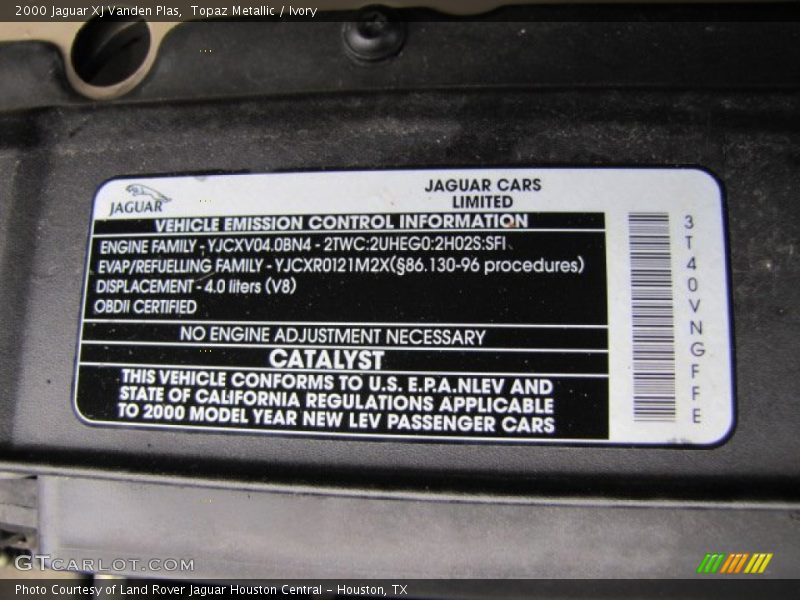 2000 Jaguar XJ Vanden Plas,  Topaz Metallic / Ivory
JAGUAR
JAGUAR CARS
LIMITED
VEHICLE EMISSION CONTROL INFORMATION
ENGINE FAMILY - YJCXV04.0BN4 - 2TWC:2UHEGO:2H02S:SFI
EVAP/REFUELLING FAMILY - YJCXR0121M2X(§86.130-96 procedures)
DISPLACEMENT - 4.0 liters (V8)
OBDII CERTIFIED
NO ENGINE ADJUSTMENT NECESSARY
CATALYST
THIS VEHICLE CONFORMS TO U.S. E.P.A.NLEV AND
STATE OF CALIFORNIA REGULATIONS APPLICABLE
TO 2000 MODEL YEAR NEW LEV PASSENGER CARS
3T40VNGFFE
GTCARLOT.COM
Photo Courtesy of Land Rover Jaguar Houston Central – Houston, TX